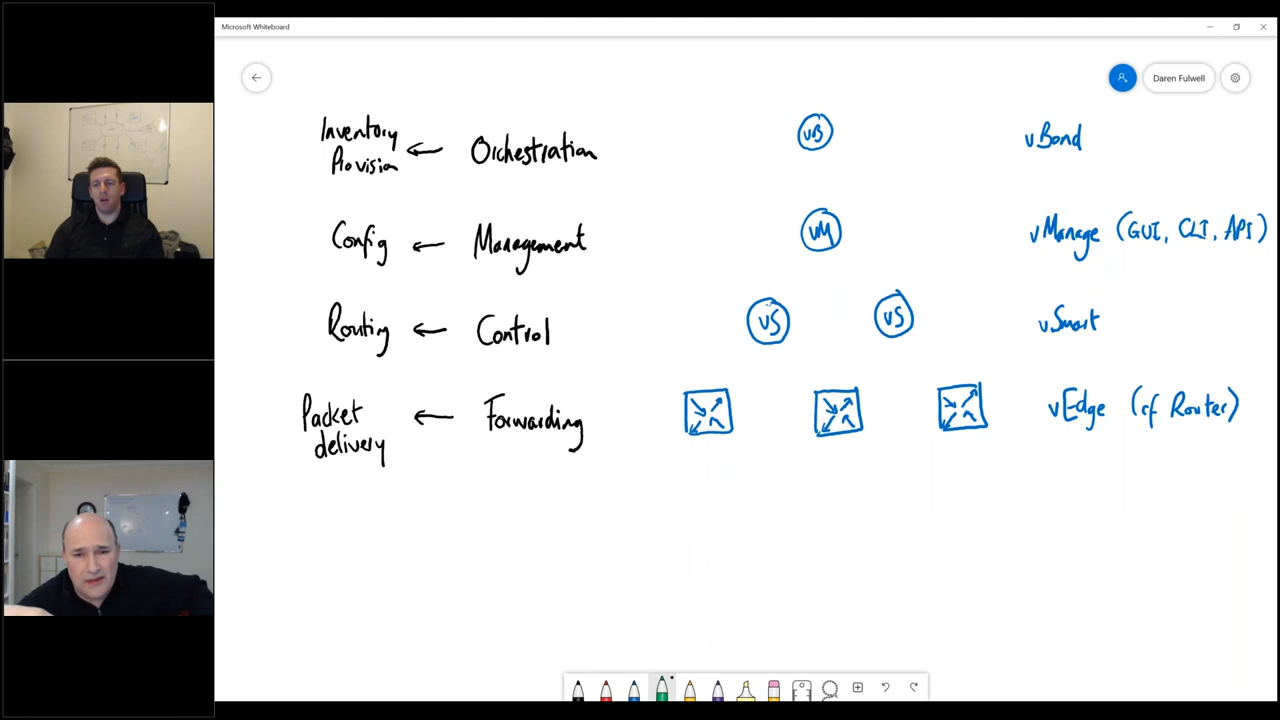 Microsoft Whiteboard
Daren Fulwell
Inventory
Provision ← Orchestration vB vBond
Config ← Management vM vManage (GUI, CLI, API)
Routing ← Control vS vS vSmart
Packet
delivery ← Forwarding vEdge (cf Router)